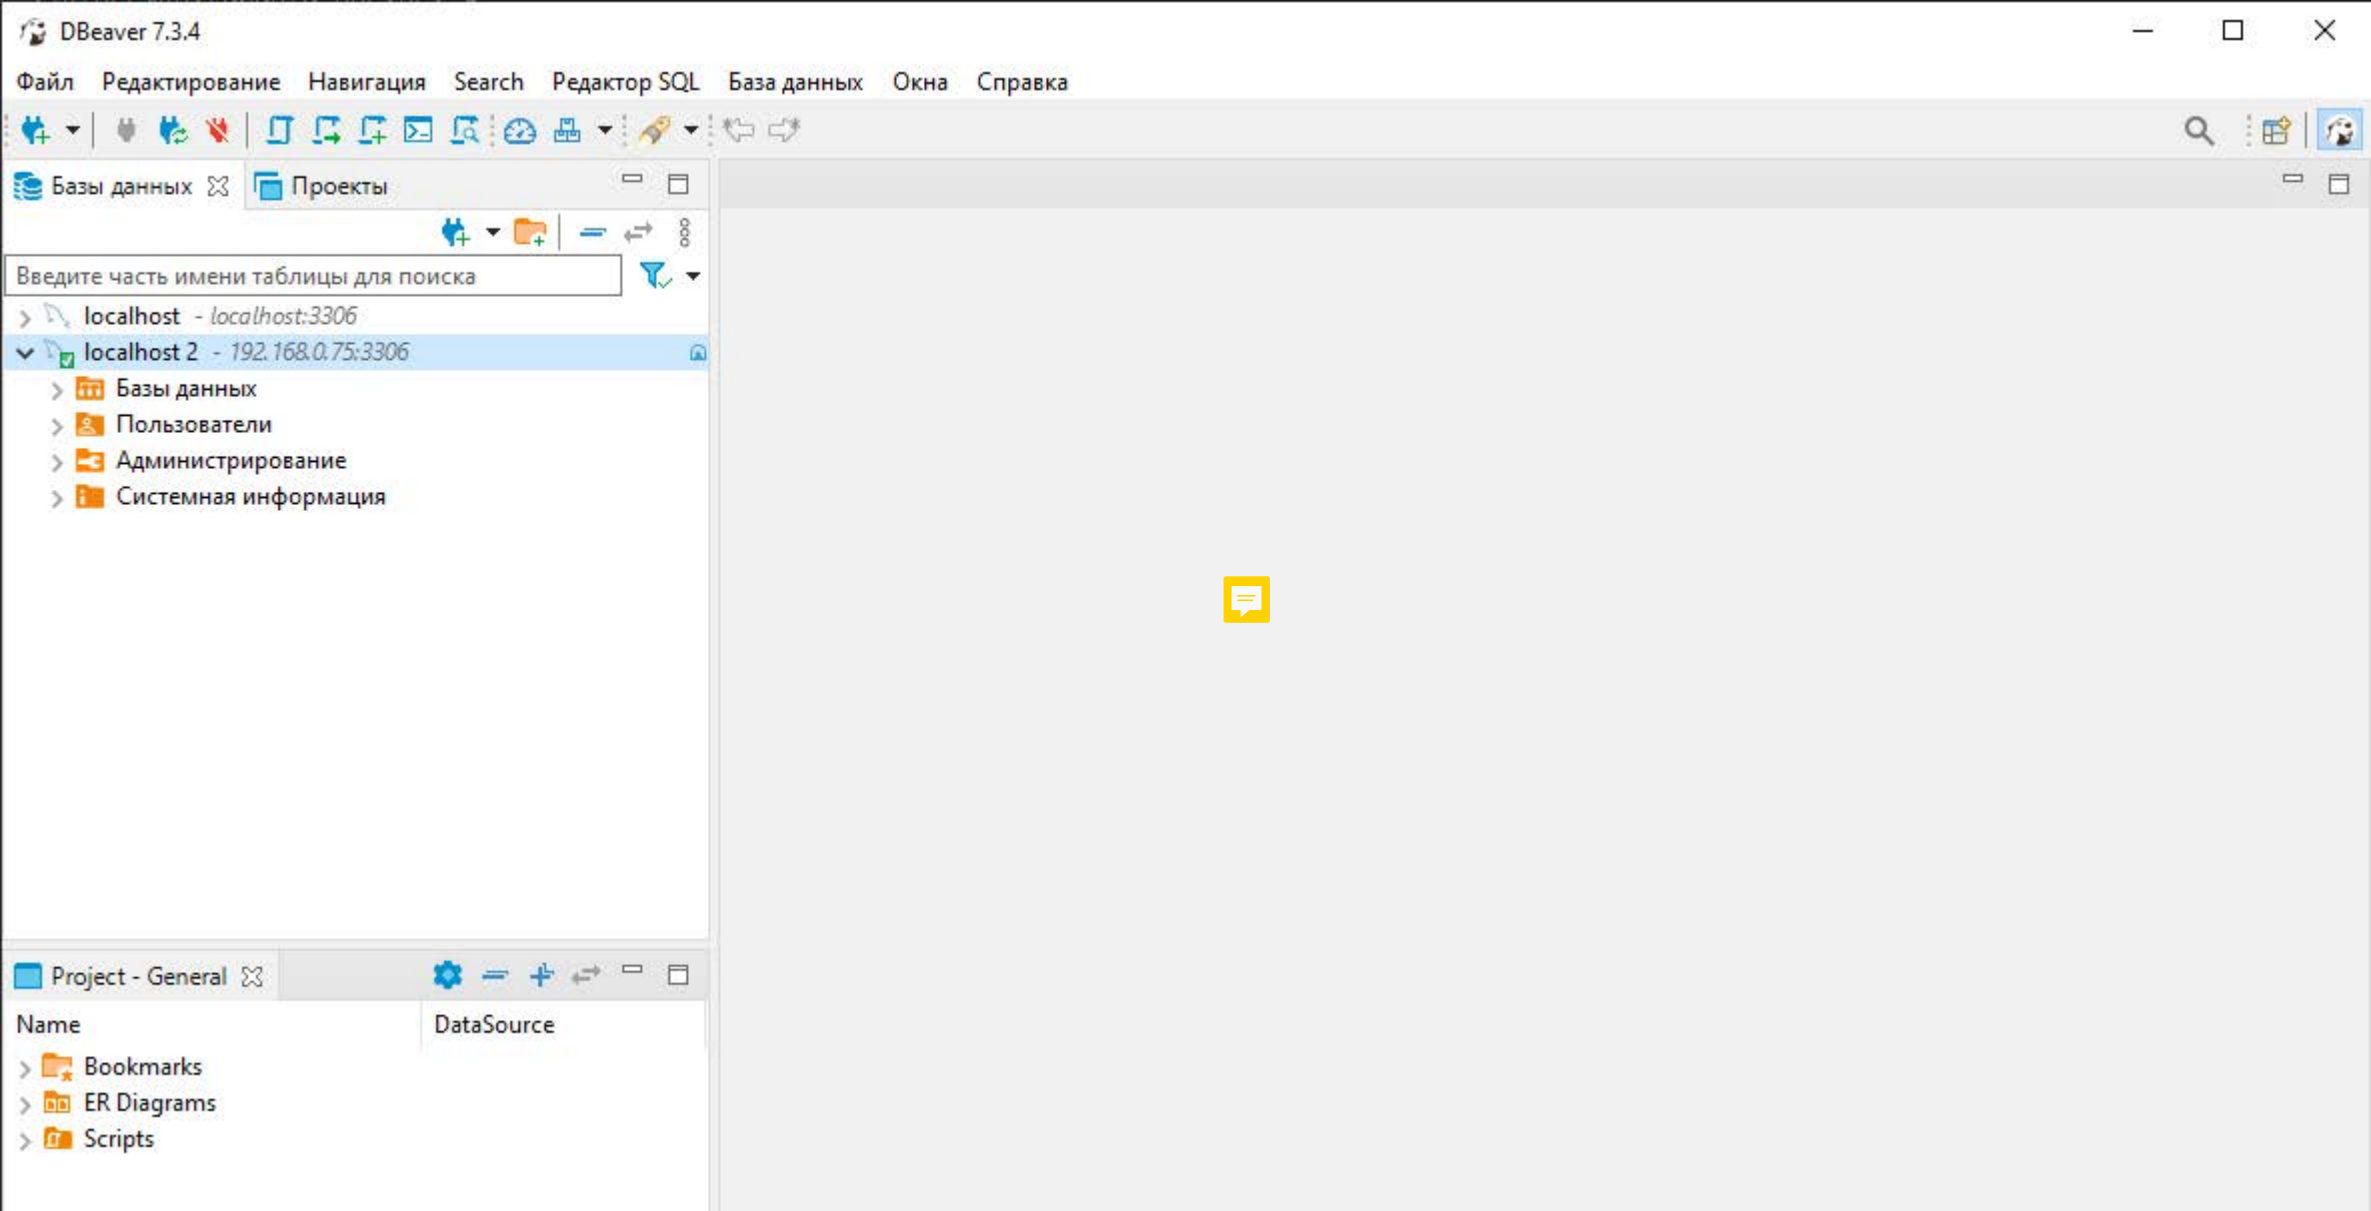 DBeaver 7.3.4
Файл Редактирование Навигация Search Редактор SQL База данных Окна Справка
Базы данных Проекты
Введите часть имени таблицы для поиска
localhost - localhost:3306
localhost 2 - 192.168.0.75:3306
Базы данных
Пользователи
Администрирование
Системная информация
Project - General
Name DataSource
Bookmarks
ER Diagrams
Scripts